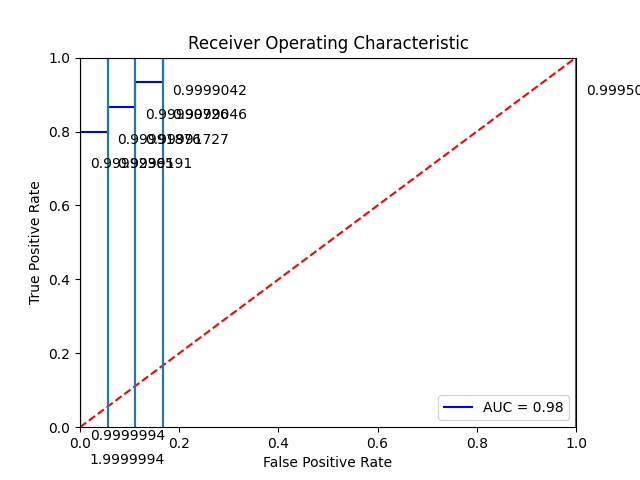 Receiver Operating Characteristic
1.0
0.9999042
0.99950
0.8
0.6
True Positive Rate
0.4
0.2
AUC = 0.98
0.0
0.9999994
0.0 0.2 0.4 0.6 0.8 1.0
1.9999994
False Positive Rate